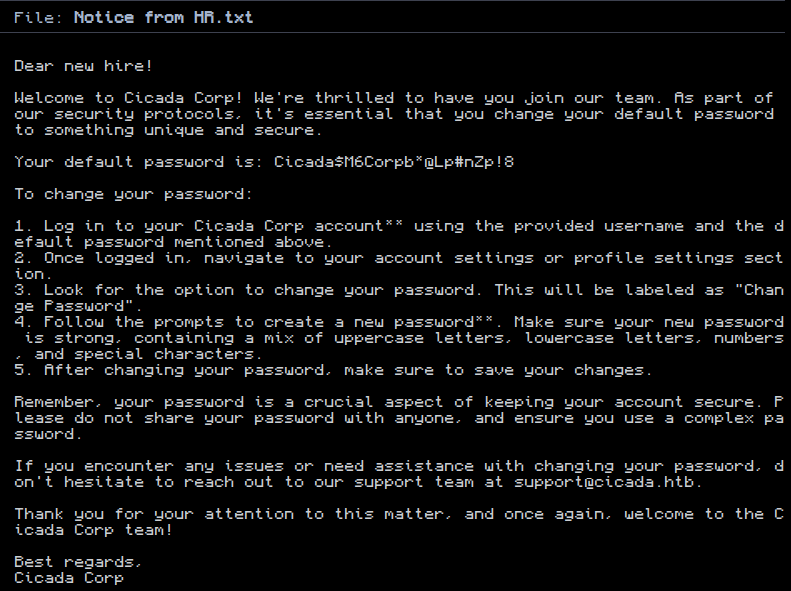 File: Notice from HR.txt
Dear new hire!
Welcome to Cicada Corp! We're thrilled to have you join our team. As part of
our security protocols, it's essential that you change your default password
to something unique and secure.
Your default password is: Cicada$M6Corpb*@Lp#nZp!8
To change your password:
1. Log in to your Cicada Corp account** using the provided username and the d
efault password mentioned above.
2. Once logged in, navigate to your account settings or profile settings sect
ion.
3. Look for the option to change your password. This will be labeled as "Chan
ge Password".
4. Follow the prompts to create a new password**. Make sure your new password
 is strong, containing a mix of uppercase letters, lowercase letters, numbers
, and special characters.
5. After changing your password, make sure to save your changes.
Remember, your password is a crucial aspect of keeping your account secure. P
lease do not share your password with anyone, and ensure you use a complex pa
ssword.
If you encounter any issues or need assistance with changing your password, d
on't hesitate to reach out to our support team at support@cicada.htb.
Thank you for your attention to this matter, and once again, welcome to the C
icada Corp team!
Best regards,
Cicada Corp